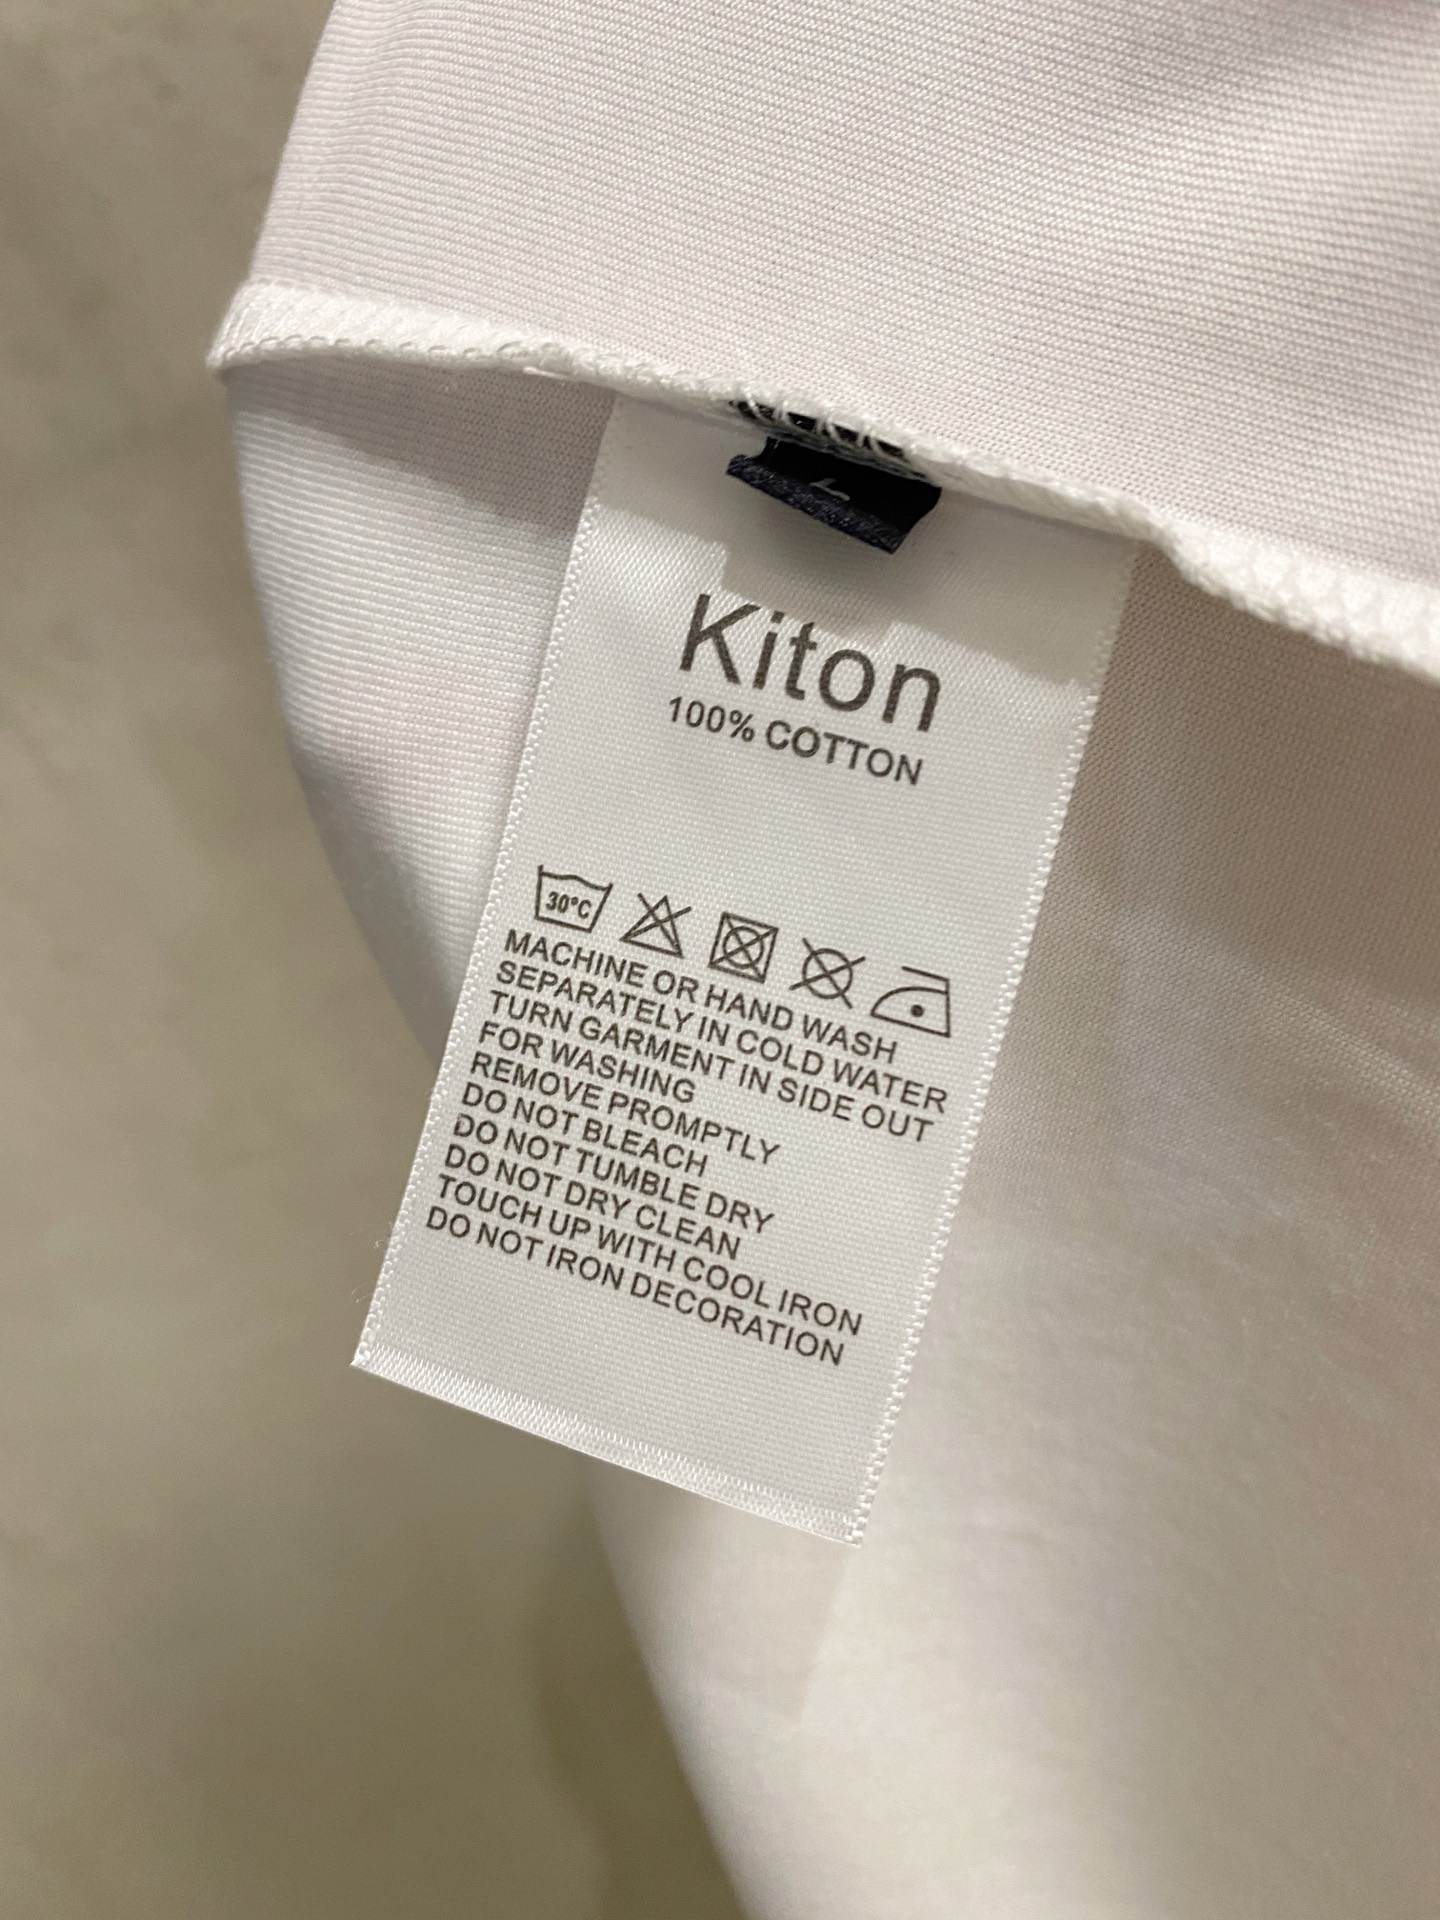 L
Kiton
100% COTTON
30°C
MACHINE OR HAND WASH
SEPARATELY IN COLD WATER
TURN GARMENT IN SIDE OUT
FOR WASHING
REMOVE PROMPTLY
DO NOT BLEACH
DO NOT TUMBLE DRY
DO NOT DRY CLEAN
TOUCH UP WITH COOL IRON
DO NOT IRON DECORATION